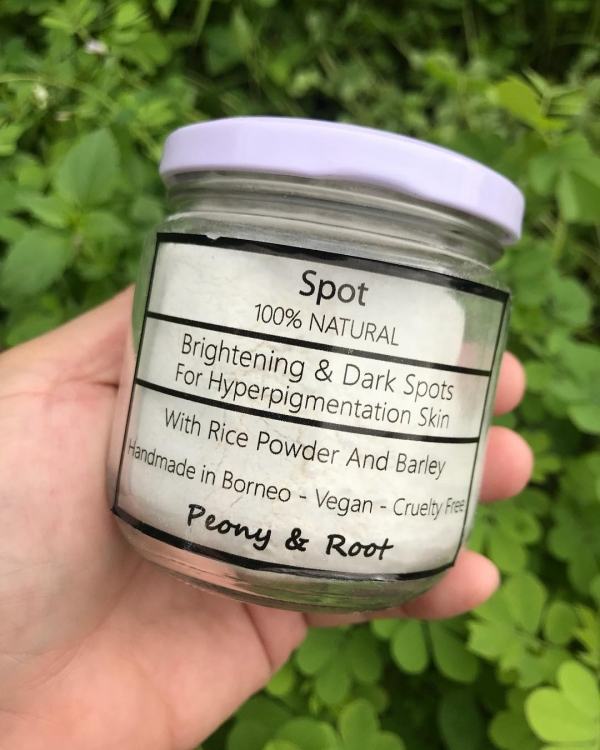 Spot
100% NATURAL
Brightening & Dark Spots
For Hyperpigmentation Skin
With Rice Powder And Barley
Handmade in Borneo - Vegan - Cruelty Free
Peony & Root